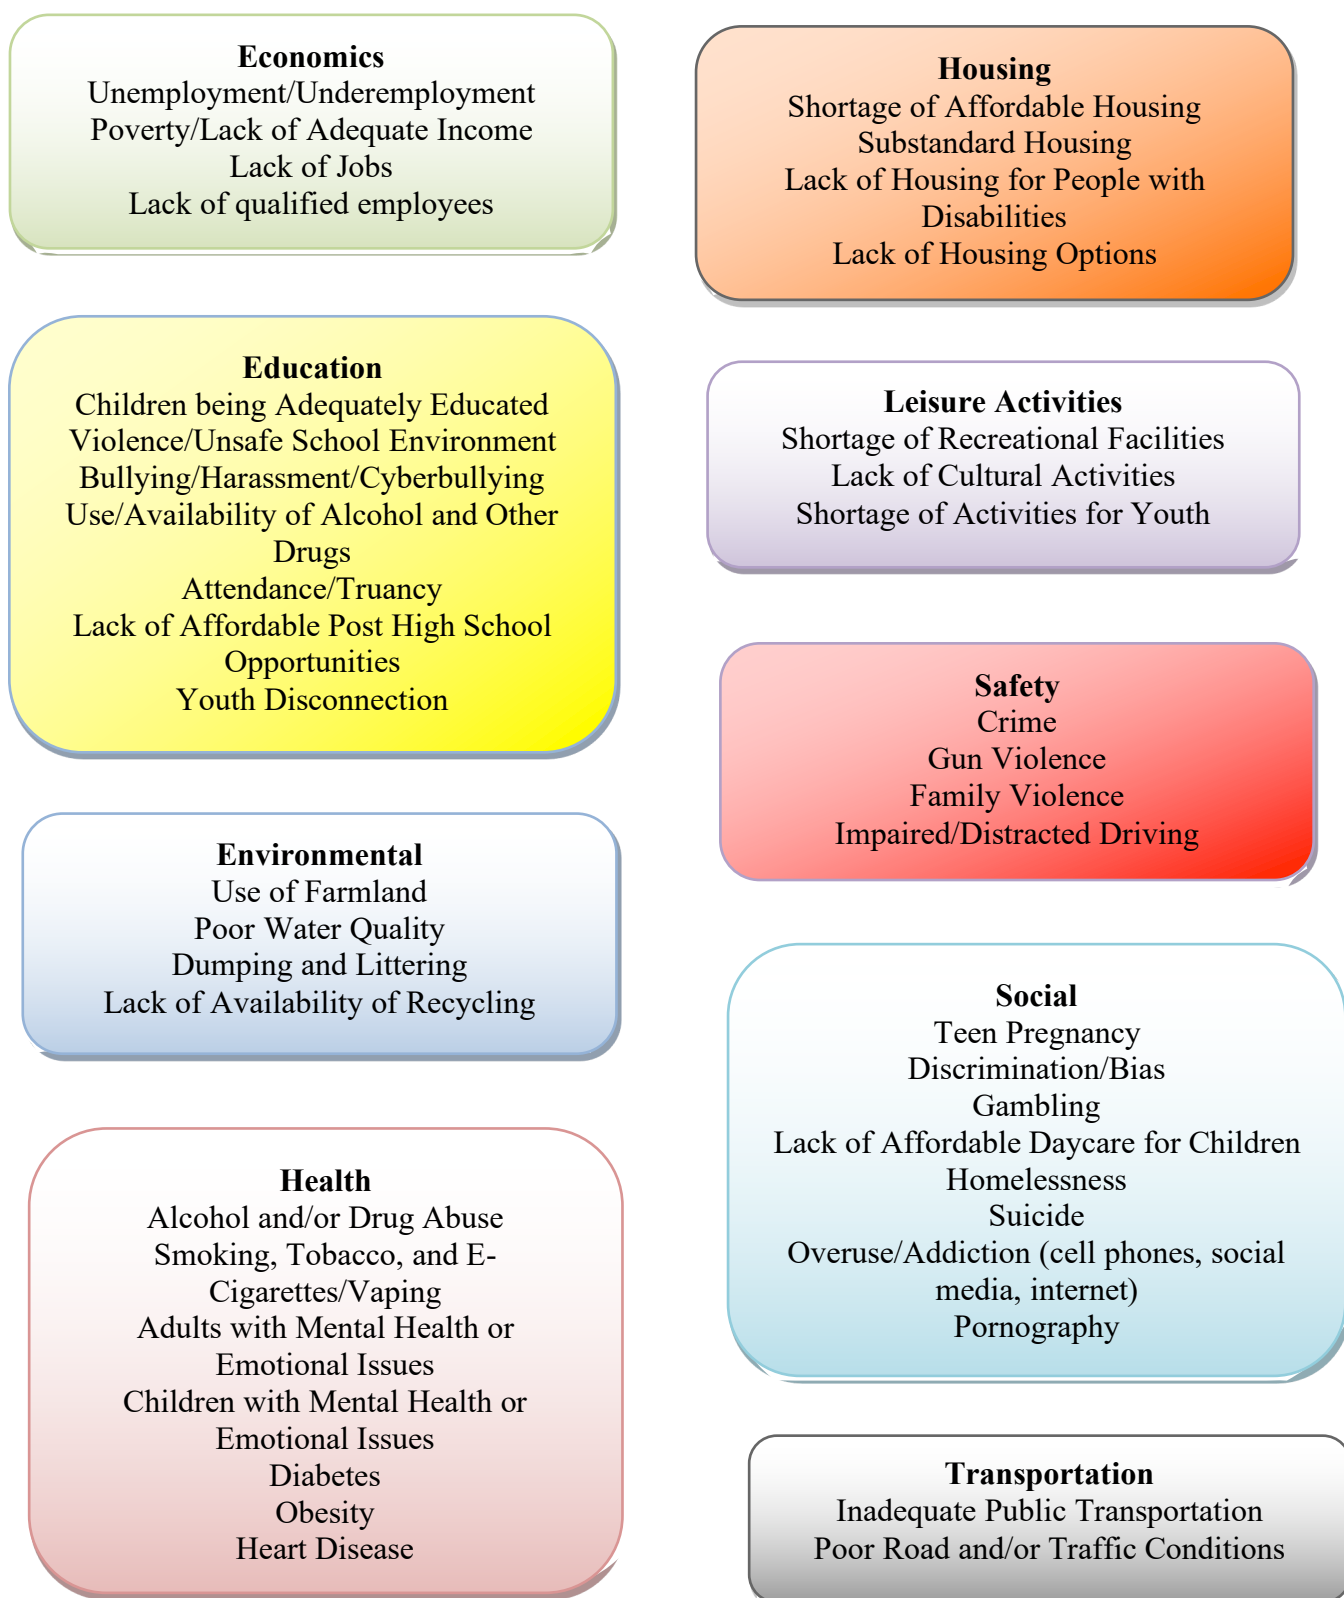 Economics
Unemployment/Underemployment
Poverty/Lack of Adequate Income
Lack of Jobs
Lack of qualified employees
Education
Children being Adequately Educated
Violence/Unsafe School Environment
Bullying/Harassment/Cyberbullying
Use/Availability of Alcohol and Other
Drugs
Attendance/Truancy
Lack of Affordable Post High School
Opportunities
Youth Disconnection
Environmental
Use of Farmland
Poor Water Quality
Dumping and Littering
Lack of Availability of Recycling
Health
Alcohol and/or Drug Abuse
Smoking, Tobacco, and E-
Cigarettes/Vaping
Adults with Mental Health or
Emotional Issues
Children with Mental Health or
Emotional Issues
Diabetes
Obesity
Heart Disease
Housing
Shortage of Affordable Housing
Substandard Housing
Lack of Housing for People with
Disabilities
Lack of Housing Options
Leisure Activities
Shortage of Recreational Facilities
Lack of Cultural Activities
Shortage of Activities for Youth
Safety
Crime
Gun Violence
Family Violence
Impaired/Distracted Driving
Social
Teen Pregnancy
Discrimination/Bias
Gambling
Lack of Affordable Daycare for Children
Homelessness
Suicide
Overuse/Addiction (cell phones, social
media, internet)
Pornography
Transportation
Inadequate Public Transportation
Poor Road and/or Traffic Conditions